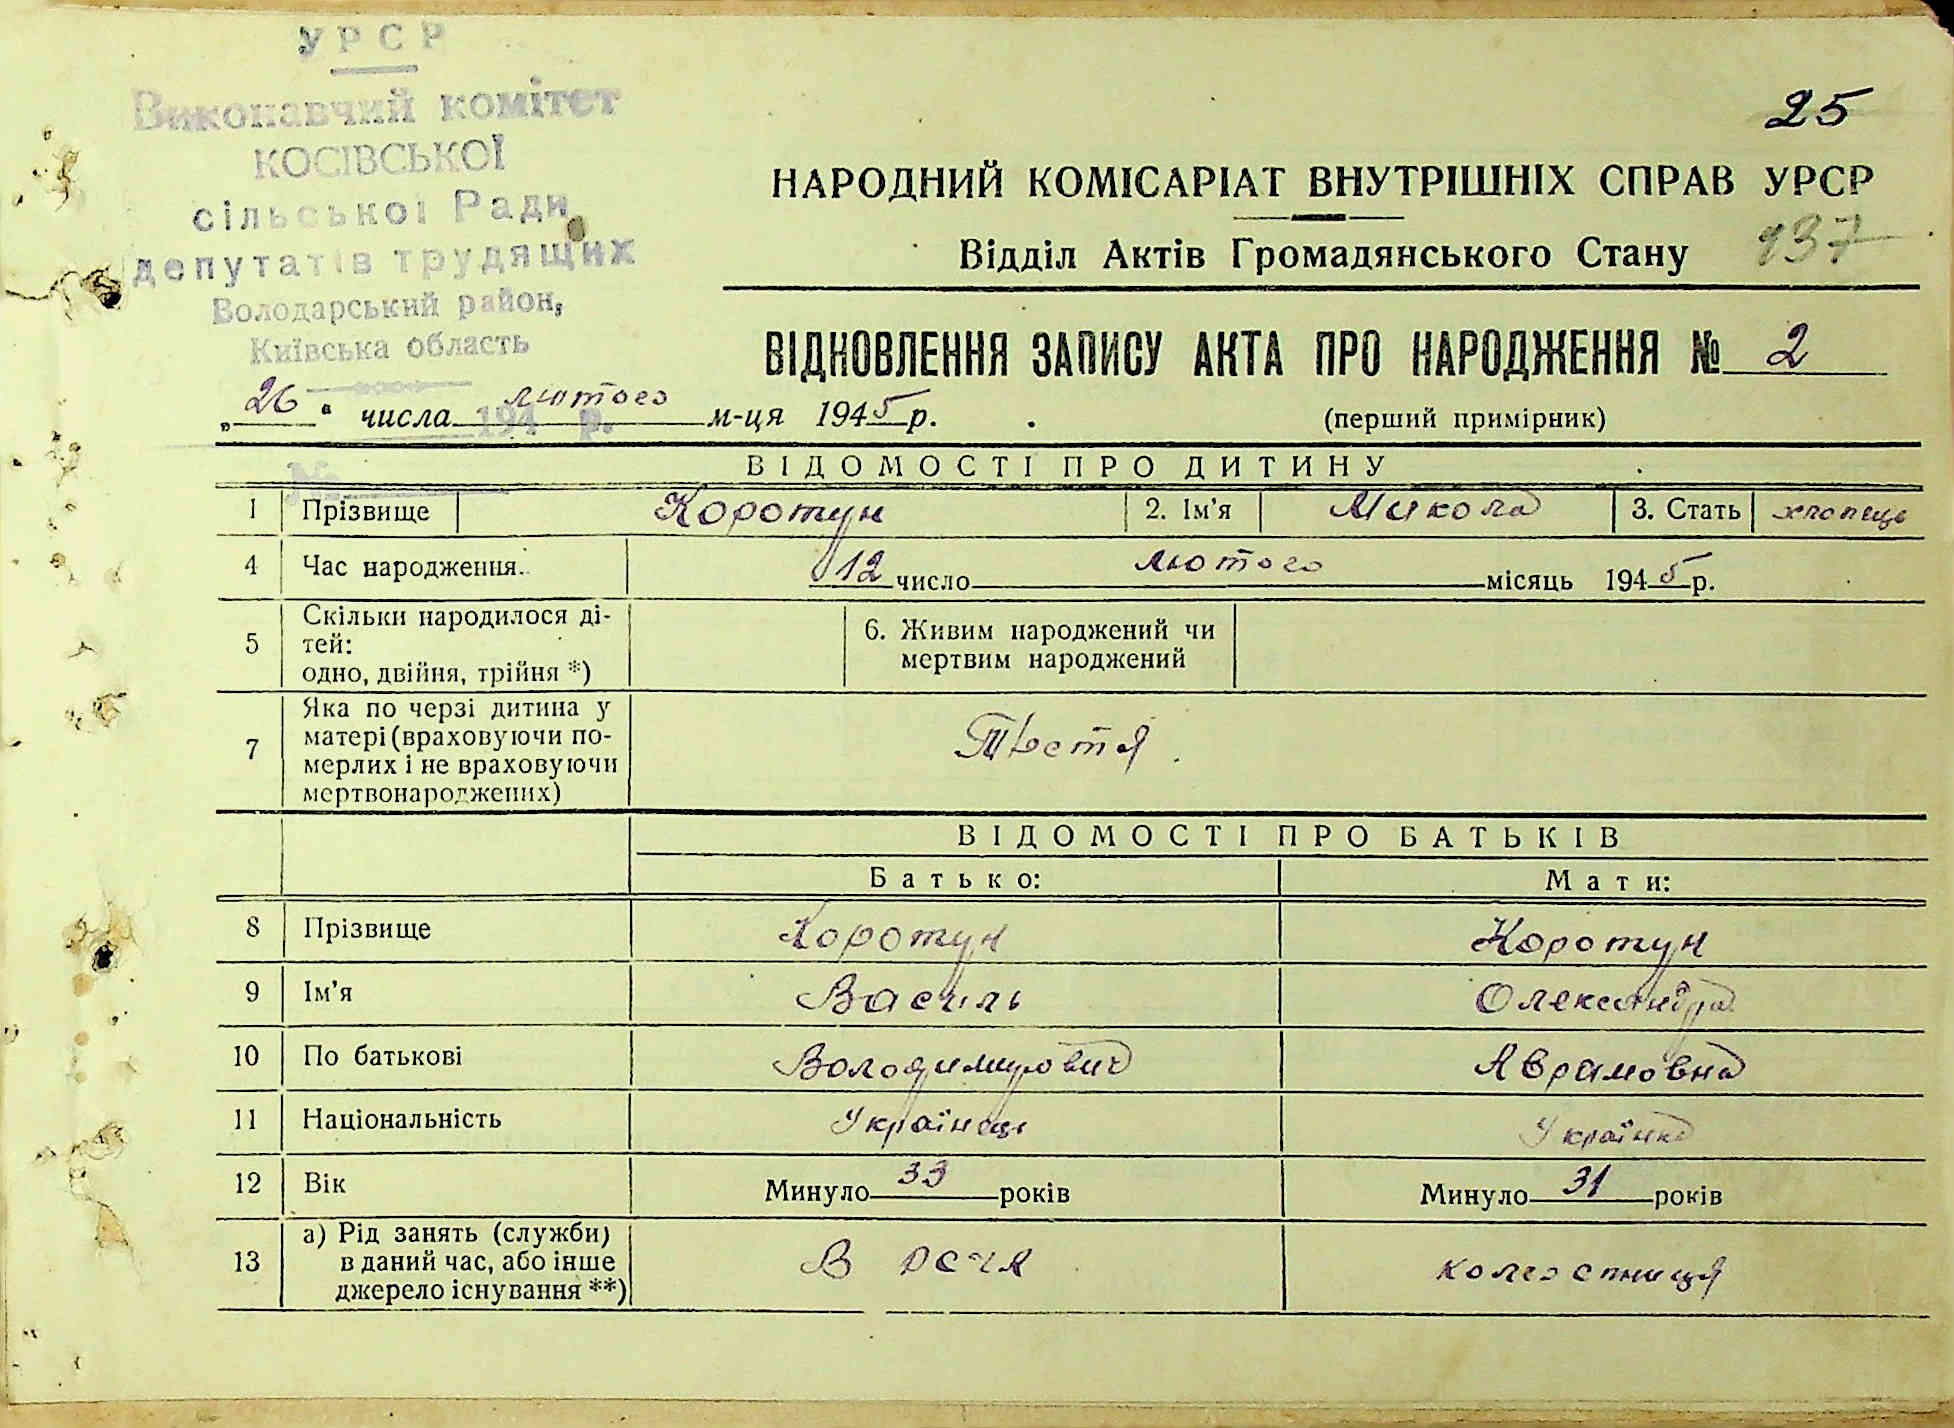 УРСР
Виконавчий комітет
КОСІВСЬКОЇ
сільської Ради
депутатів трудящих
Володарський район,
Київська область
194 р.
№
25
НАРОДНИЙ КОМІСАРІАТ ВНУТРІШНІХ СПРАВ УРСР
Відділ Актів Громадянського Стану 137
ВІДНОВЛЕННЯ ЗАПИСУ АКТА ПРО НАРОДЖЕННЯ № 2
„26“ числа лютого м-ця 1945 р. (перший примірник)
ВІДОМОСТІ ПРО ДИТИНУ
1 Прізвище Коротун 2. Ім'я Микола 3. Стать хлопець
4 Час народження. 12 число лютого місяць 1945 р.
5 Скільки народилося ді-
тей:
одно, двійня, трійня *)
6. Живим народжений чи
мертвим народжений
7 Яка по черзі дитина у
матері (враховуючи по-
мерлих і не враховуючи
мертвонароджених)
ВІДОМОСТІ ПРО БАТЬКІВ
Батько: Мати:
8 Прізвище Коротун Коротун
9 Ім'я Василь Олександра
10 По батькові Володимирович Аврамовна
11 Національність Українець Українка
12 Вік Минуло 33 років Минуло 31 років
13 а) Рід занять (служби)
в даний час, або інше
джерело існування **)
В РСЧА колгоспниця